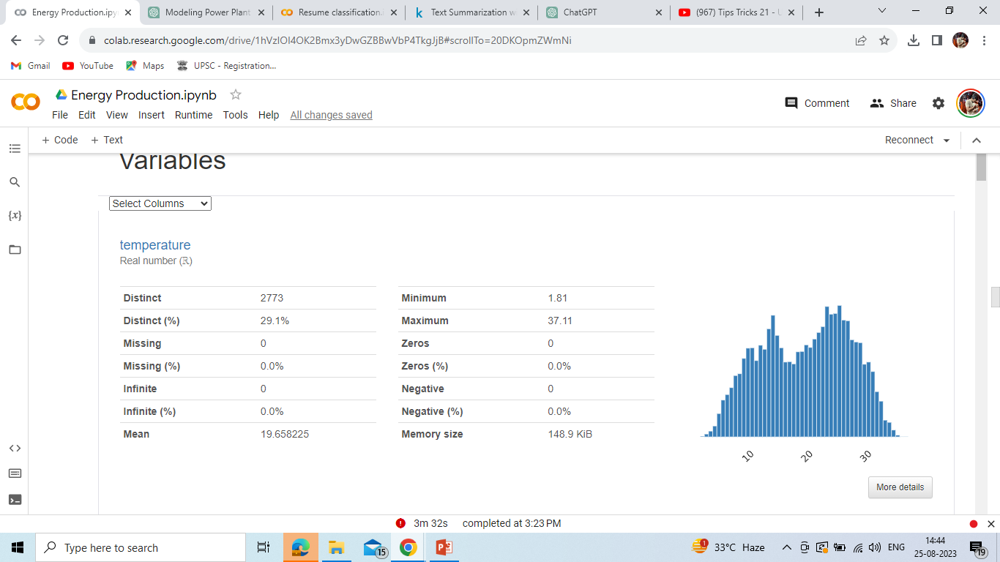 Energy Production.ipy
Modeling Power Plant
Resume classification.
Text Summarization w
ChatGPT
(967) Tips Tricks 21 - U
colab.research.google.com/drive/1hVzIOI4OK2Bmx3yDwGZBBwVbP4TkgJjB#scrollTo=20DKOpmZWmNi
Gmail YouTube Maps UPSC - Registration...
Energy Production.ipynb
File Edit View Insert Runtime Tools Help All changes saved
Comment Share
+ Code + Text
Reconnect
Variables
Select Columns
temperature
Real number (ℝ)
Distinct 2773
Distinct (%) 29.1%
Missing 0
Missing (%) 0.0%
Infinite 0
Infinite (%) 0.0%
Mean 19.658225
Minimum 1.81
Maximum 37.11
Zeros 0
Zeros (%) 0.0%
Negative 0
Negative (%) 0.0%
Memory size 148.9 KiB
10 20 30
More details
3m 32s completed at 3:23 PM
Type here to search
15
1
33°C Haze
ENG
14:44
25-08-2023
19